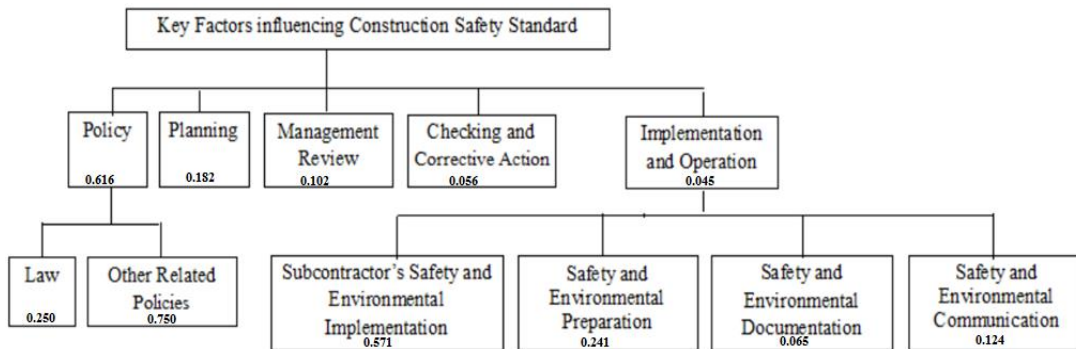 Key Factors influencing Construction Safety Standard
Policy
0.616
Planning
0.182
Management
Review
0.102
Checking and
Corrective Action
0.056
Implementation
and Operation
0.045
Law
0.250
Other Related
Policies
0.750
Subcontractor's Safety and
Environmental
Implementation
0.571
Safety and
Environmental
Preparation
0.241
Safety and
Environmental
Documentation
0.065
Safety and
Environmental
Communication
0.124